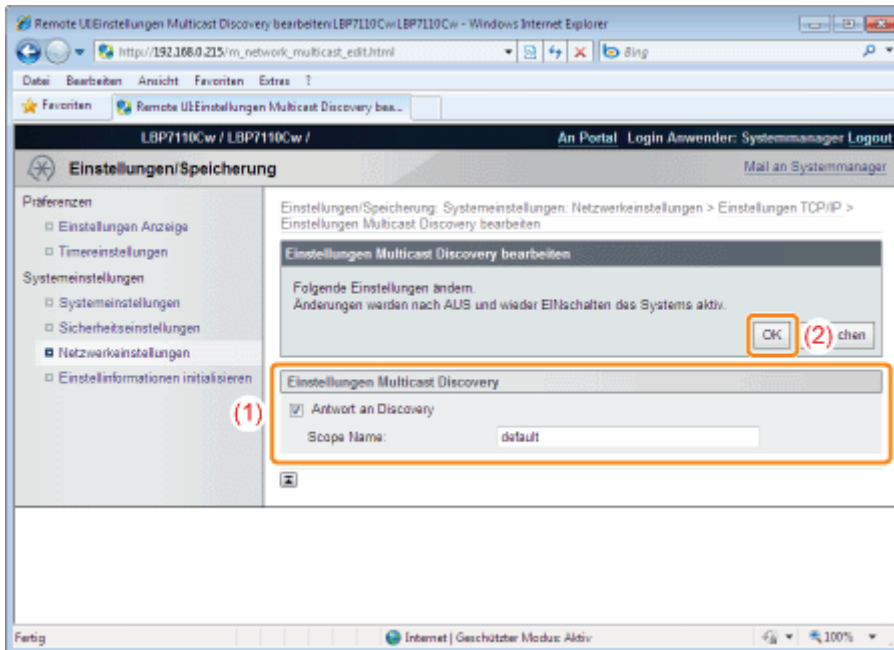 Remote UI:Einstellungen Multicast Discovery bearbeiten:LBP7110Cw:LBP7110Cw - Windows Internet Explorer
http://192.168.0.215/m_network_multicast_edit.html
Bing
Datei Bearbeiten Ansicht Favoriten Extras ?
Favoriten
Remote UI:Einstellungen Multicast Discovery bea...
LBP7110Cw / LBP7110Cw /
An Portal Login Anwender: Systemmanager Logout
Einstellungen/Speicherung
Mail an Systemmanager
Präferenzen
Einstellungen Anzeige
Timereinstellungen
Systemeinstellungen
Systemeinstellungen
Sicherheitseinstellungen
Netzwerkeinstellungen
Einstellinformationen initialisieren
Einstellungen/Speicherung: Systemeinstellungen: Netzwerkeinstellungen > Einstellungen TCP/IP >
Einstellungen Multicast Discovery bearbeiten
Einstellungen Multicast Discovery bearbeiten
Folgende Einstellungen ändern.
Änderungen werden nach AUS und wieder EINschalten des Systems aktiv.
OK
(2)
chen
(1)
Einstellungen Multicast Discovery
Antwort an Discovery
Scope Name:
default
Fertig
Internet | Geschützter Modus: Aktiv
100%